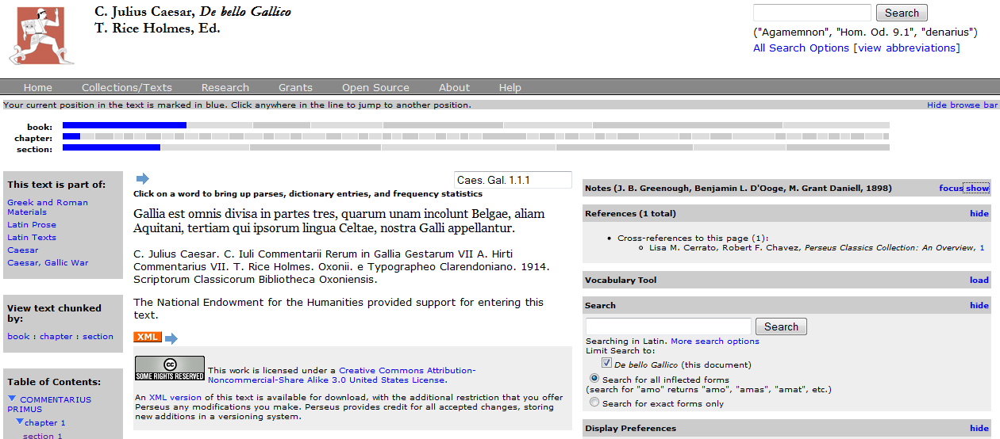 C. Julius Caesar, De bello Gallico
T. Rice Holmes, Ed.
Search
("Agamemnon", "Hom. Od. 9.1", "denarius")
All Search Options [view abbreviations]
Home Collections/Texts Research Grants Open Source About Help
Your current position in the text is marked in blue. Click anywhere in the line to jump to another position.
Hide browse bar
book:
chapter:
section:
This text is part of:
Greek and Roman
Materials
Latin Prose
Latin Texts
Caesar
Caesar, Gallic War
View text chunked
by:
book : chapter : section
Table of Contents:
COMMENTARIUS
PRIMUS
chapter 1
section 1
Caes. Gal. 1.1.1
Click on a word to bring up parses, dictionary entries, and frequency statistics
Gallia est omnis divisa in partes tres, quarum unam incolunt Belgae, aliam
Aquitani, tertiam qui ipsorum lingua Celtae, nostra Galli appellantur.
C. Julius Caesar. C. Iuli Commentarii Rerum in Gallia Gestarum VII A. Hirti
Commentarius VII. T. Rice Holmes. Oxonii. e Typographeo Clarendoniano. 1914.
Scriptorum Classicorum Bibliotheca Oxoniensis.
The National Endowment for the Humanities provided support for entering this
text.
XML
cc
SOME RIGHTS RESERVED
This work is licensed under a Creative Commons Attribution-
Noncommercial-Share Alike 3.0 United States License.
An XML version of this text is available for download, with the additional restriction that you offer
Perseus any modifications you make. Perseus provides credit for all accepted changes, storing
new additions in a versioning system.
Notes (J. B. Greenough, Benjamin L. D'Ooge, M. Grant Daniell, 1898)
focus show
References (1 total)
hide
Cross-references to this page (1):
Lisa M. Cerrato, Robert F. Chavez, Perseus Classics Collection: An Overview, 1
Vocabulary Tool
load
Search
hide
Search
Searching in Latin. More search options
Limit Search to:
De bello Gallico (this document)
Search for all inflected forms
(search for "amo" returns "amo", "amas", "amat", etc.)
Search for exact forms only
Display Preferences
hide